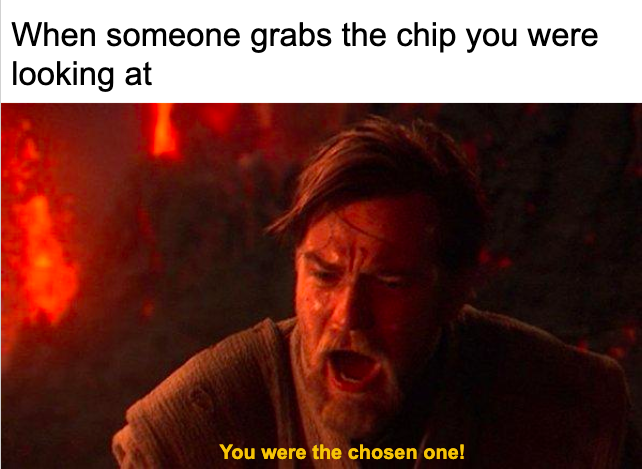 When someone grabs the chip you were
looking at
You were the chosen one!